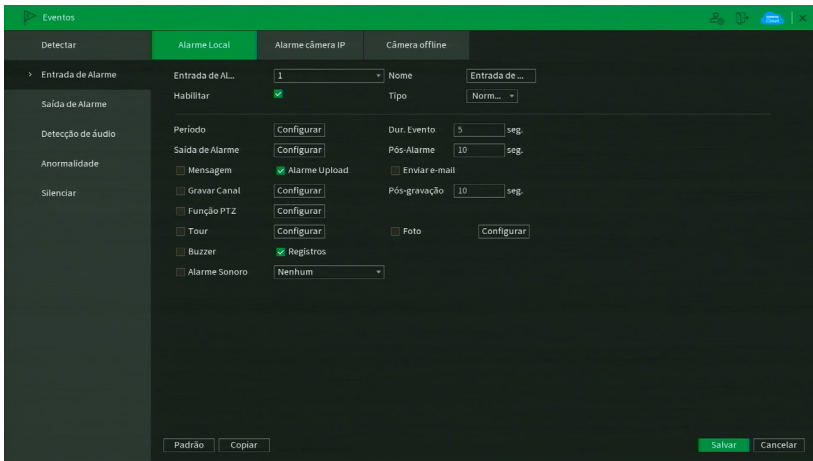 Eventos
Detectar
Alarme Local
Alarme câmera IP
Câmera offline
Entrada de Alarme
Entrada de Al...
1
Nome
Entrada de ...
Habilitar
Tipo
Norm...
Saída de Alarme
Período
Configurar
Dur. Evento
5
seg.
Detecção de áudio
Saída de Alarme
Configurar
Pós-Alarme
10
seg.
Anormalidade
Mensagem
Alarme Upload
Enviar e-mail
Silenciar
Gravar Canal
Configurar
Pós-gravação
10
seg.
Função PTZ
Configurar
Tour
Configurar
Foto
Configurar
Buzzer
Registros
Alarme Sonoro
Nenhum
Padrão
Copiar
Salvar
Cancelar